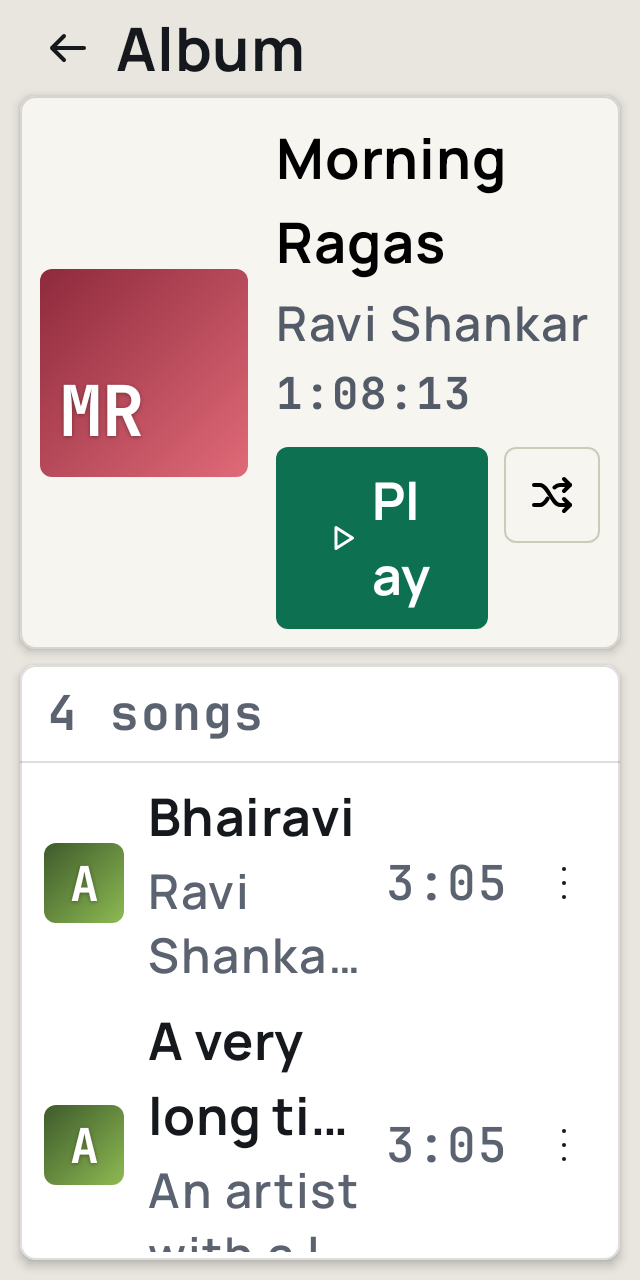 Album
Morning
Ragas
Ravi Shankar
1:08:13
MR
Pl
ay
4 songs
Bhairavi
Ravi
Shanka…
A
3:05
A very
long ti…
An artist
A
3:05